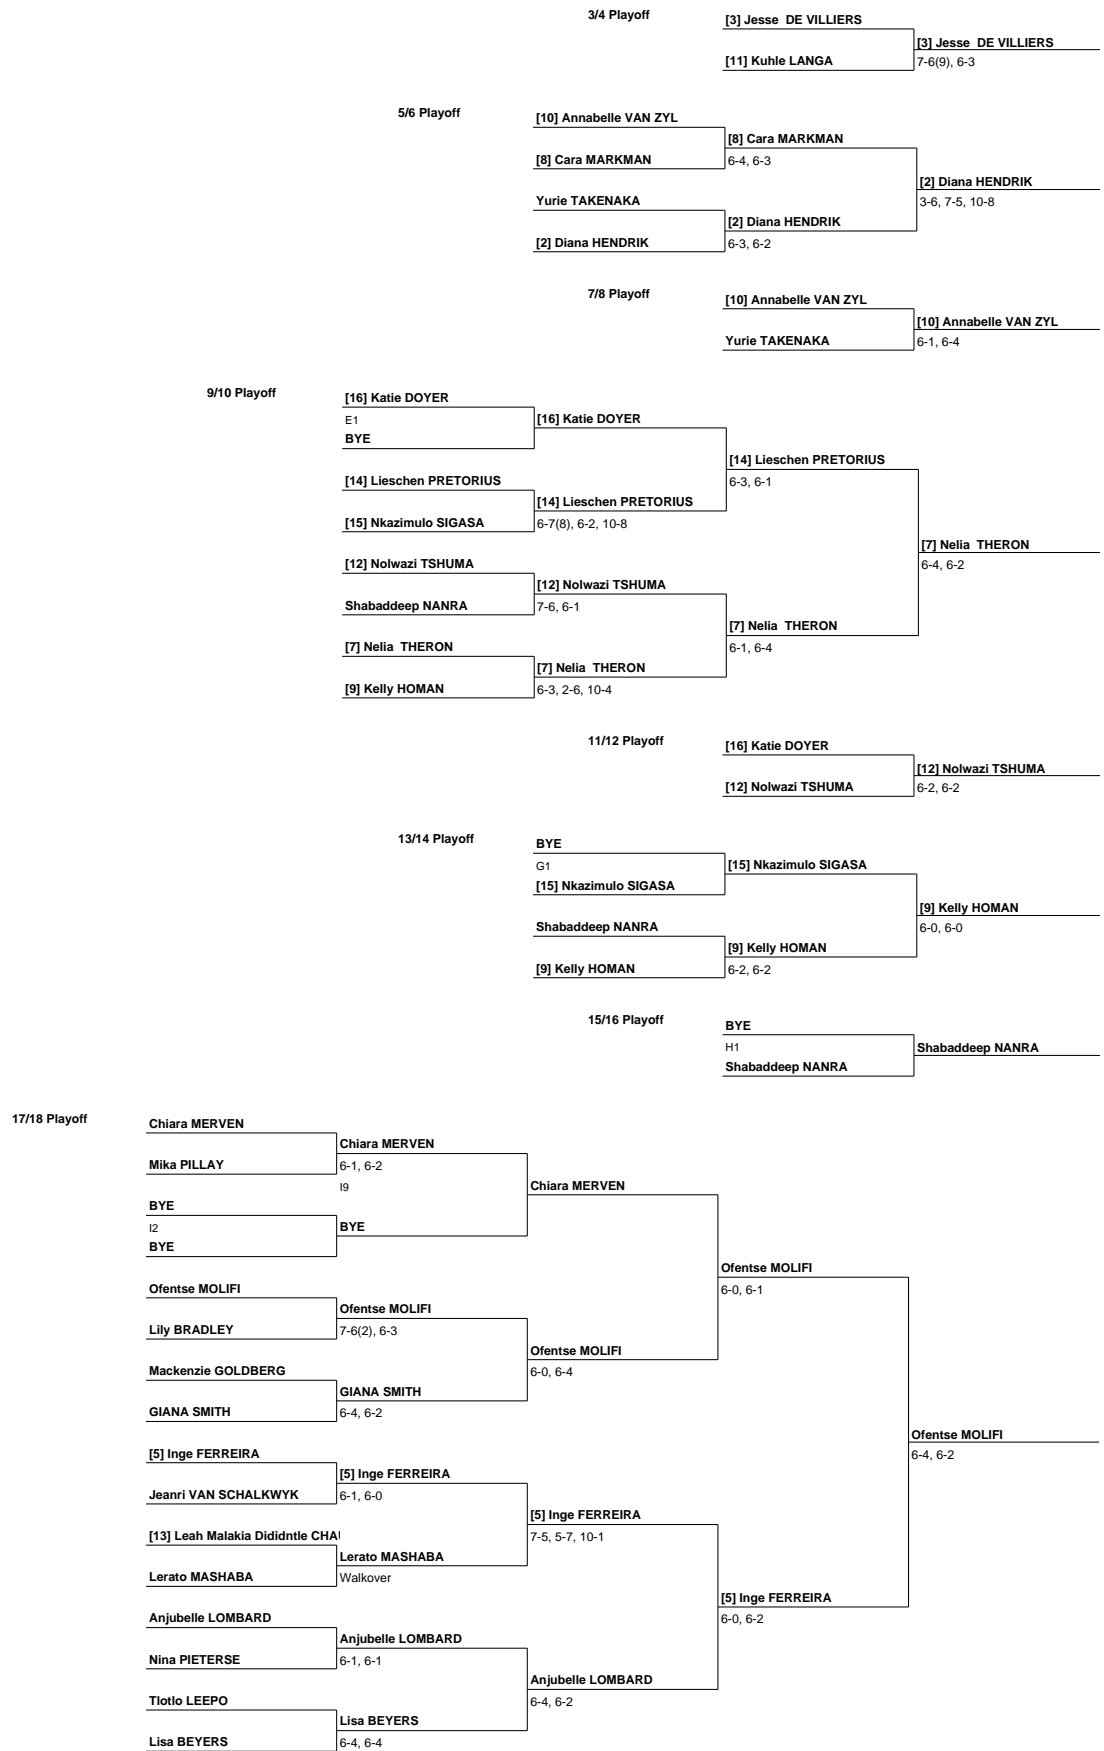 3/4 Playoff
[3] Jesse  DE VILLIERS
[3] Jesse  DE VILLIERS
[11] Kuhle LANGA
7-6(9), 6-3
5/6 Playoff
[10] Annabelle VAN ZYL
[8] Cara MARKMAN
[8] Cara MARKMAN
6-4, 6-3
[2] Diana HENDRIK
3-6, 7-5, 10-8
Yurie TAKENAKA
[2] Diana HENDRIK
[2] Diana HENDRIK
6-3, 6-2
7/8 Playoff
[10] Annabelle VAN ZYL
[10] Annabelle VAN ZYL
Yurie TAKENAKA
6-1, 6-4
9/10 Playoff
[16] Katie DOYER
E1
[16] Katie DOYER
BYE
[14] Lieschen PRETORIUS
6-3, 6-1
[14] Lieschen PRETORIUS
[14] Lieschen PRETORIUS
[15] Nkazimulo SIGASA
6-7(8), 6-2, 10-8
[7] Nelia  THERON
6-4, 6-2
[12] Nolwazi TSHUMA
[12] Nolwazi TSHUMA
Shabaddeep NANRA
7-6, 6-1
[7] Nelia  THERON
6-1, 6-4
[7] Nelia  THERON
[7] Nelia  THERON
[9] Kelly HOMAN
6-3, 2-6, 10-4
11/12 Playoff
[16] Katie DOYER
[12] Nolwazi TSHUMA
[12] Nolwazi TSHUMA
6-2, 6-2
13/14 Playoff
BYE
G1
[15] Nkazimulo SIGASA
[15] Nkazimulo SIGASA
[9] Kelly HOMAN
6-0, 6-0
Shabaddeep NANRA
[9] Kelly HOMAN
[9] Kelly HOMAN
6-2, 6-2
15/16 Playoff
BYE
H1
Shabaddeep NANRA
Shabaddeep NANRA
17/18 Playoff
Chiara MERVEN
Chiara MERVEN
Mika PILLAY
6-1, 6-2
I9
Chiara MERVEN
BYE
I2
BYE
BYE
Ofentse MOLIFI
6-0, 6-1
Ofentse MOLIFI
Ofentse MOLIFI
Lily BRADLEY
7-6(2), 6-3
Ofentse MOLIFI
6-0, 6-4
Mackenzie GOLDBERG
GIANA SMITH
GIANA SMITH
6-4, 6-2
Ofentse MOLIFI
6-4, 6-2
[5] Inge FERREIRA
[5] Inge FERREIRA
Jeanri VAN SCHALKWYK
6-1, 6-0
[5] Inge FERREIRA
7-5, 5-7, 10-1
[13] Leah Malakia Dididntle CHAU
Lerato MASHABA
Lerato MASHABA
Walkover
[5] Inge FERREIRA
6-0, 6-2
Anjubelle LOMBARD
Anjubelle LOMBARD
Nina PIETERSE
6-1, 6-1
Anjubelle LOMBARD
6-4, 6-2
Tlotlo LEEPO
Lisa BEYERS
Lisa BEYERS
6-4, 6-4